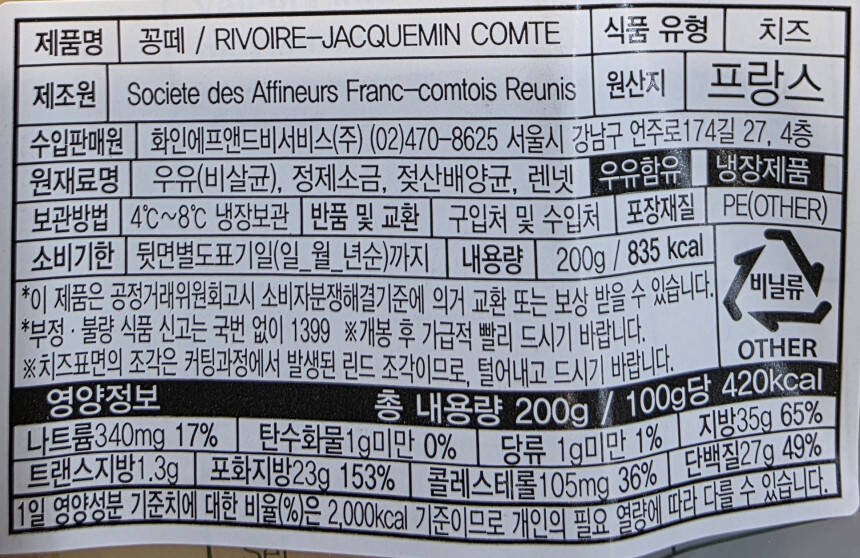 제품명 꽁떼 / RIVOIRE-JACQUEMIN COMTE 식품 유형 치즈
제조원 Societe des Affineurs Franc-comtois Reunis 원산지 프랑스
수입판매원 화인에프앤드비서비스(주) (02)470-8625 서울시 강남구 언주로174길 27, 4층
원재료명 우유(비살균), 정제소금, 젖산배양균, 렌넷 우유함유 냉장제품
보관방법 4℃~8℃ 냉장보관 반품 및 교환 구입처 및 수입처 포장재질 PE(OTHER)
소비기한 뒷면별도표기일(일_월_년순)까지 내용량 200g / 835 kcal
*이 제품은 공정거래위원회고시 소비자분쟁해결기준에 의거 교환 또는 보상 받을 수 있습니다.
*부정·불량 식품 신고는 국번 없이 1399 ※개봉 후 가급적 빨리 드시기 바랍니다.
※치즈표면의 조각은 커팅과정에서 발생된 린드 조각이므로, 털어내고 드시기 바랍니다.
비닐류
OTHER
영양정보 총 내용량 200g / 100g당 420kcal
나트륨340mg 17% 탄수화물1g미만 0% 당류 1g미만 1% 지방35g 65%
트랜스지방1.3g 포화지방23g 153% 콜레스테롤105mg 36% 단백질27g 49%
1일 영양성분 기준치에 대한 비율(%)은 2,000kcal 기준이므로 개인의 필요 열량에 따라 다를 수 있습니다.